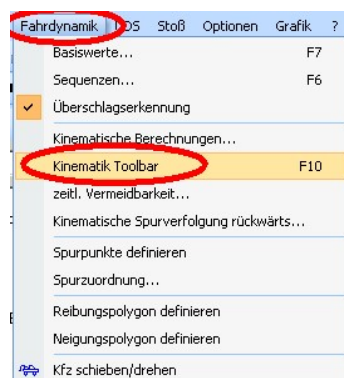 Fahrdynamik DS Stoß Optionen Grafik ?
Basiswerte... F7
Sequenzen... F6
Überschlagserkennung
Kinematische Berechnungen...
Kinematik Toolbar F10
zeitl. Vermeidbarkeit...
Kinematische Spurverfolgung rückwärts...
Spurpunkte definieren
Spurzuordnung...
Reibungspolygon definieren
Neigungspolygon definieren
Kfz schieben/drehen